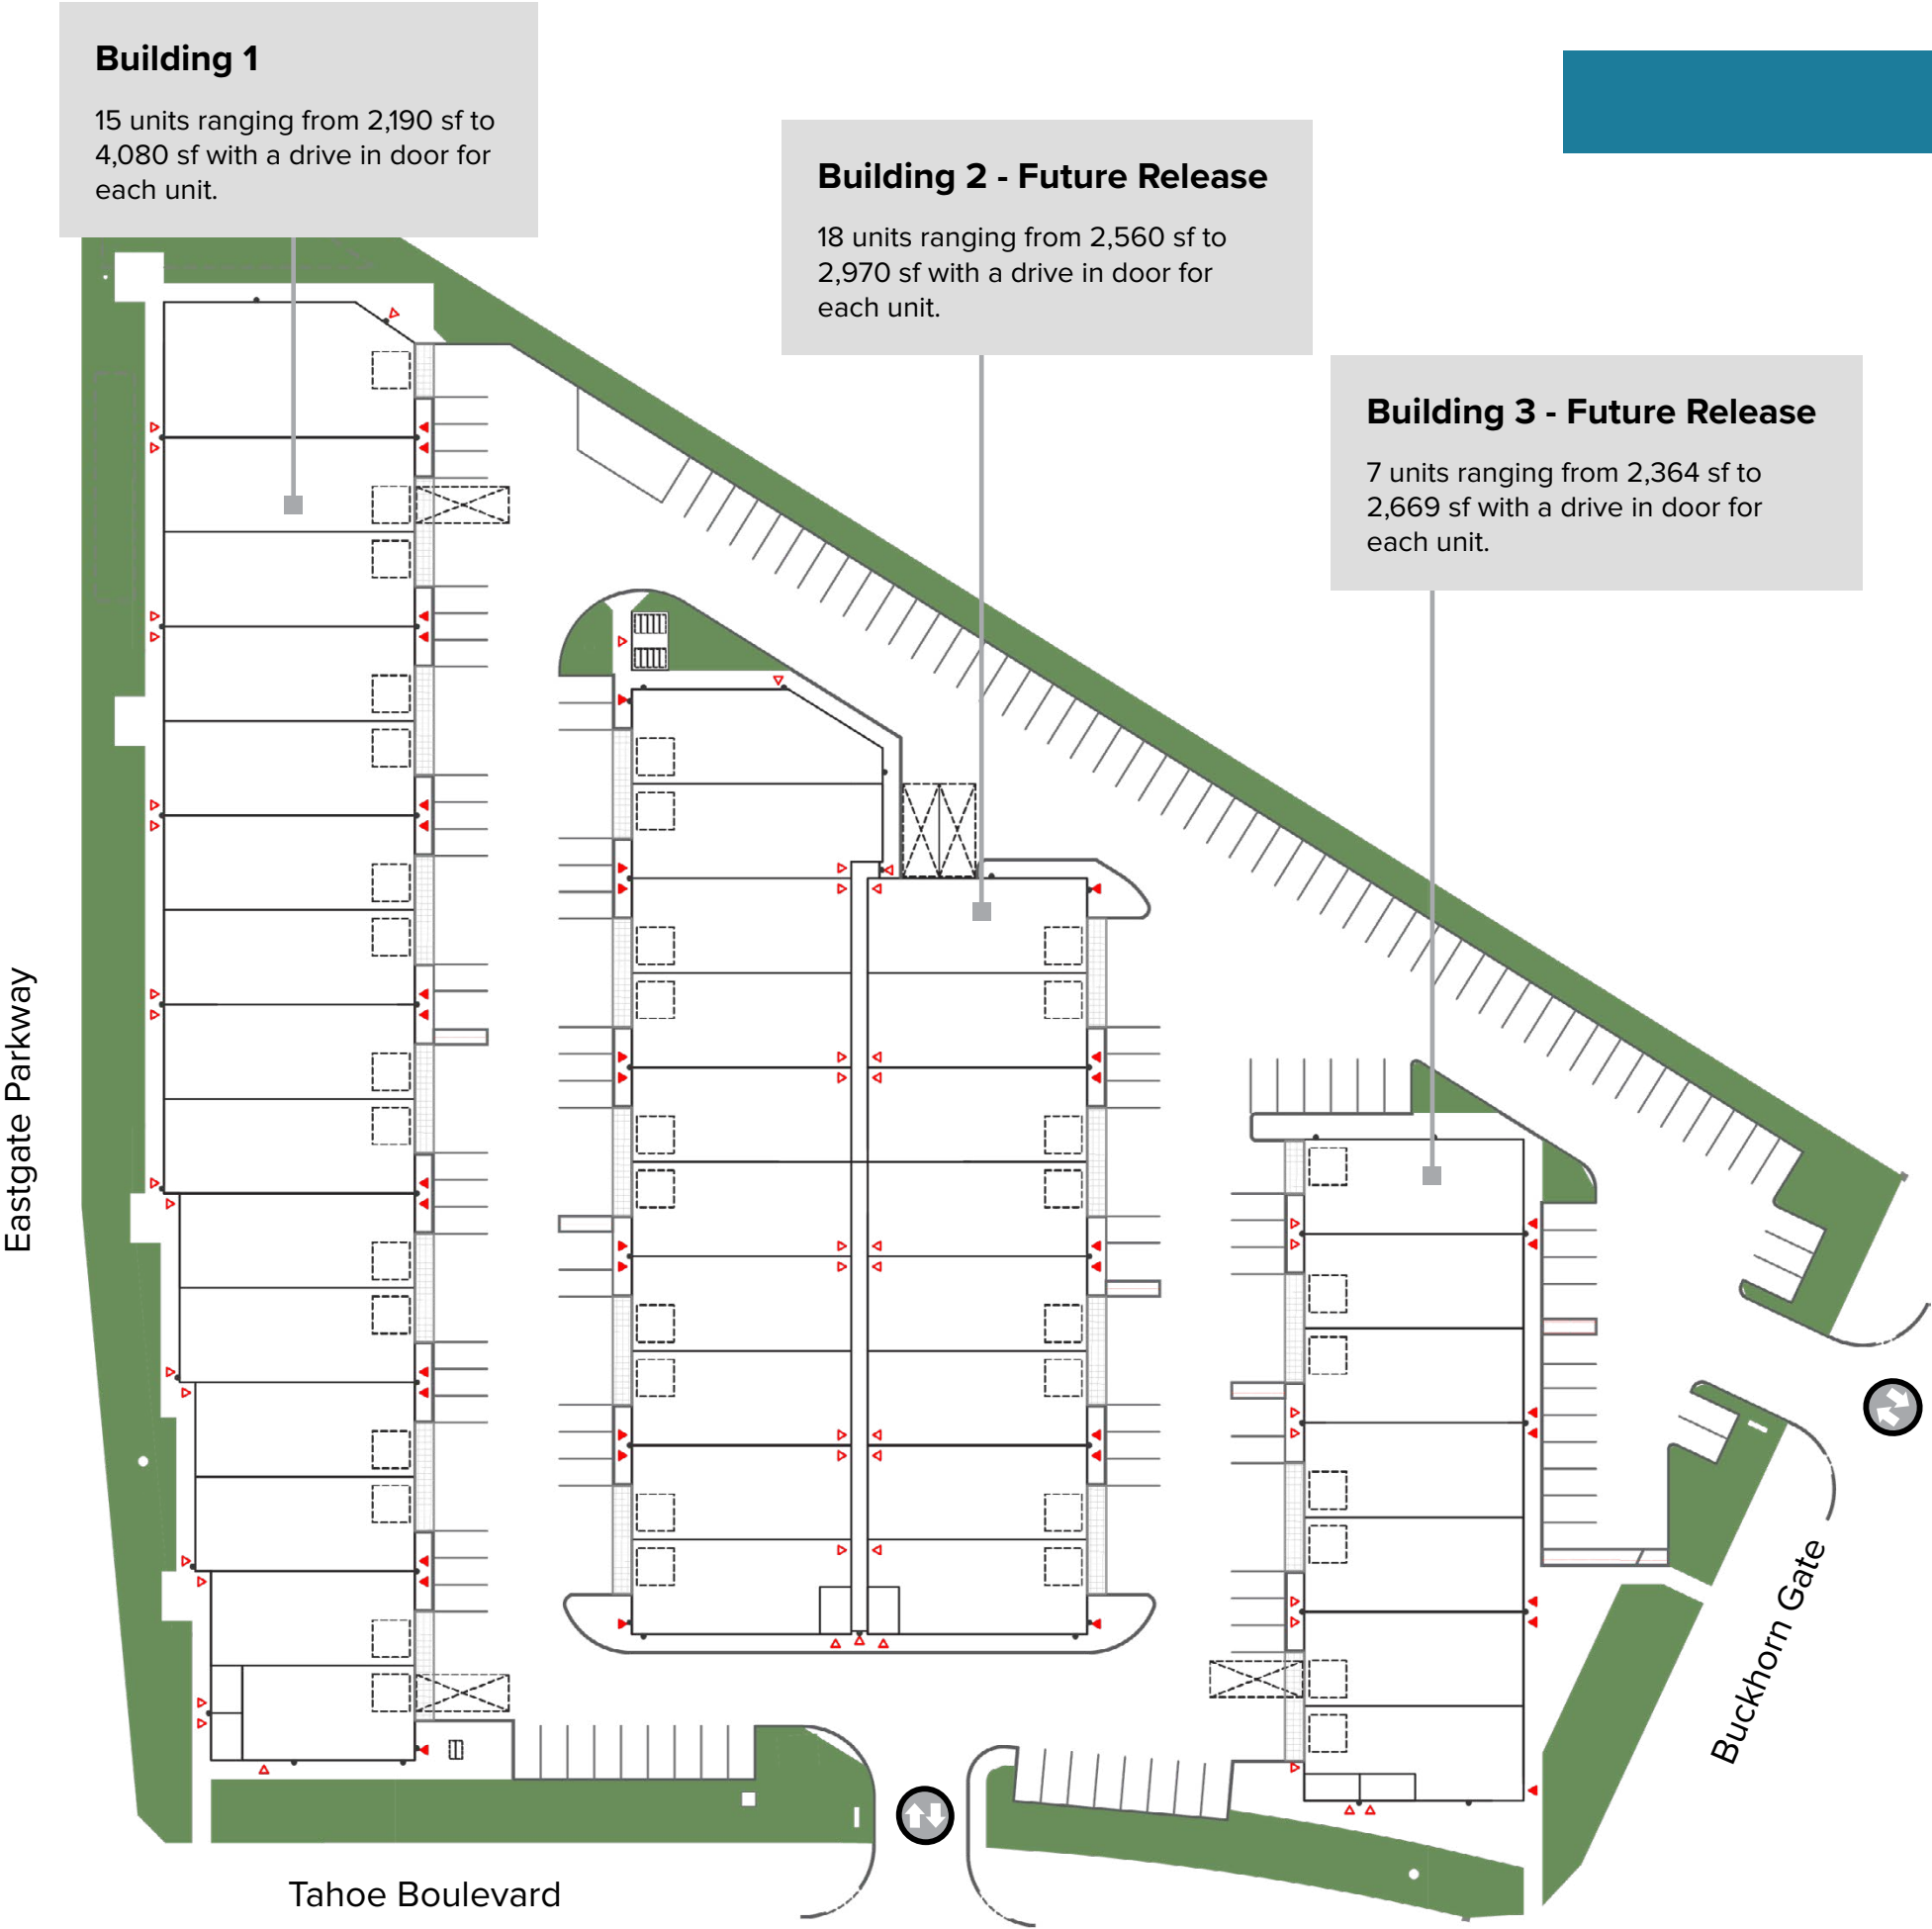 Building 1
15 units ranging from 2,190 sf to
4,080 sf with a drive in door for
each unit.
Building 2 - Future Release
18 units ranging from 2,560 sf to
2,970 sf with a drive in door for
each unit.
Building 3 - Future Release
7 units ranging from 2,364 sf to
2,669 sf with a drive in door for
each unit.
Eastgate Parkway
Buckhorn Gate
Tahoe Boulevard